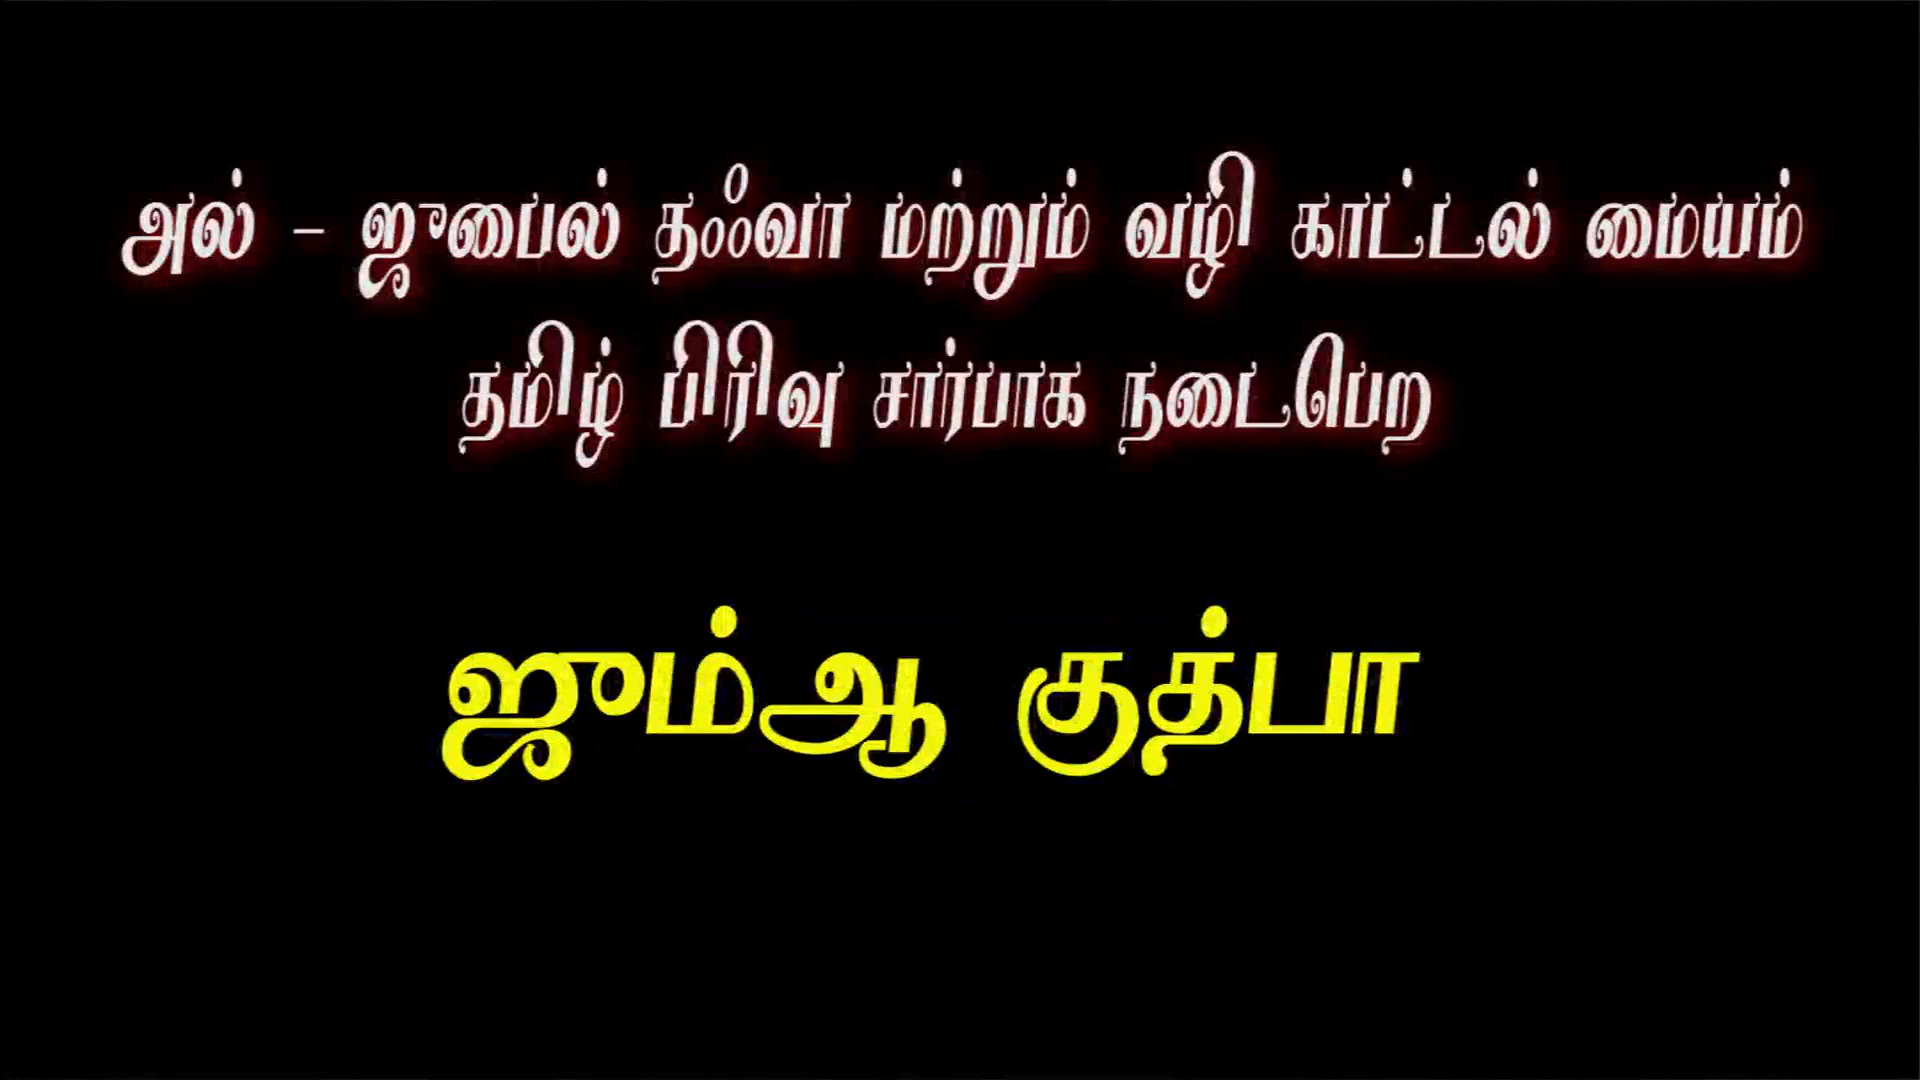 அல் - ஜுபைல் தஃவா மற்றும் வழி காட்டல் மையம்
தமிழ் பிரிவு சார்பாக நடைபெற
ஜும்ஆ குத்பா